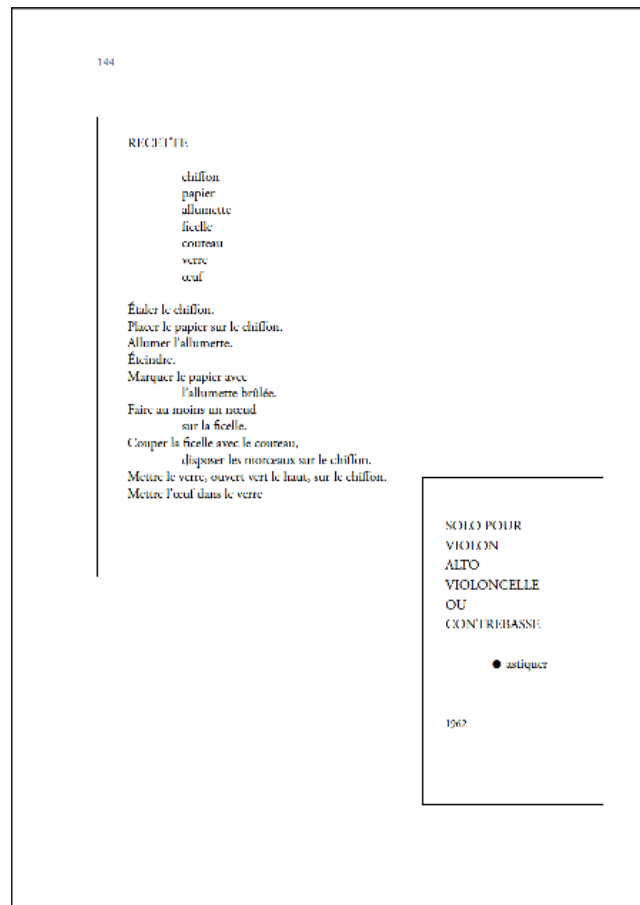 144
RECETTE
chiffon
papier
allumette
ficelle
couteau
verre
œuf
Étaler le chiffon.
Placer le papier sur le chiffon.
Allumer l'allumette.
Éteindre.
Marquer le papier avec
l'allumette brûlée.
Faire au moins un nœud
sur la ficelle.
Couper la ficelle avec le couteau,
disposer les morceaux sur le chiffon.
Mettre le verre, ouvert vert le haut, sur le chiffon.
Mettre l'œuf dans le verre
SOLO POUR
VIOLON
ALTO
VIOLONCELLE
OU
CONTREBASSE
● astiquer
1962